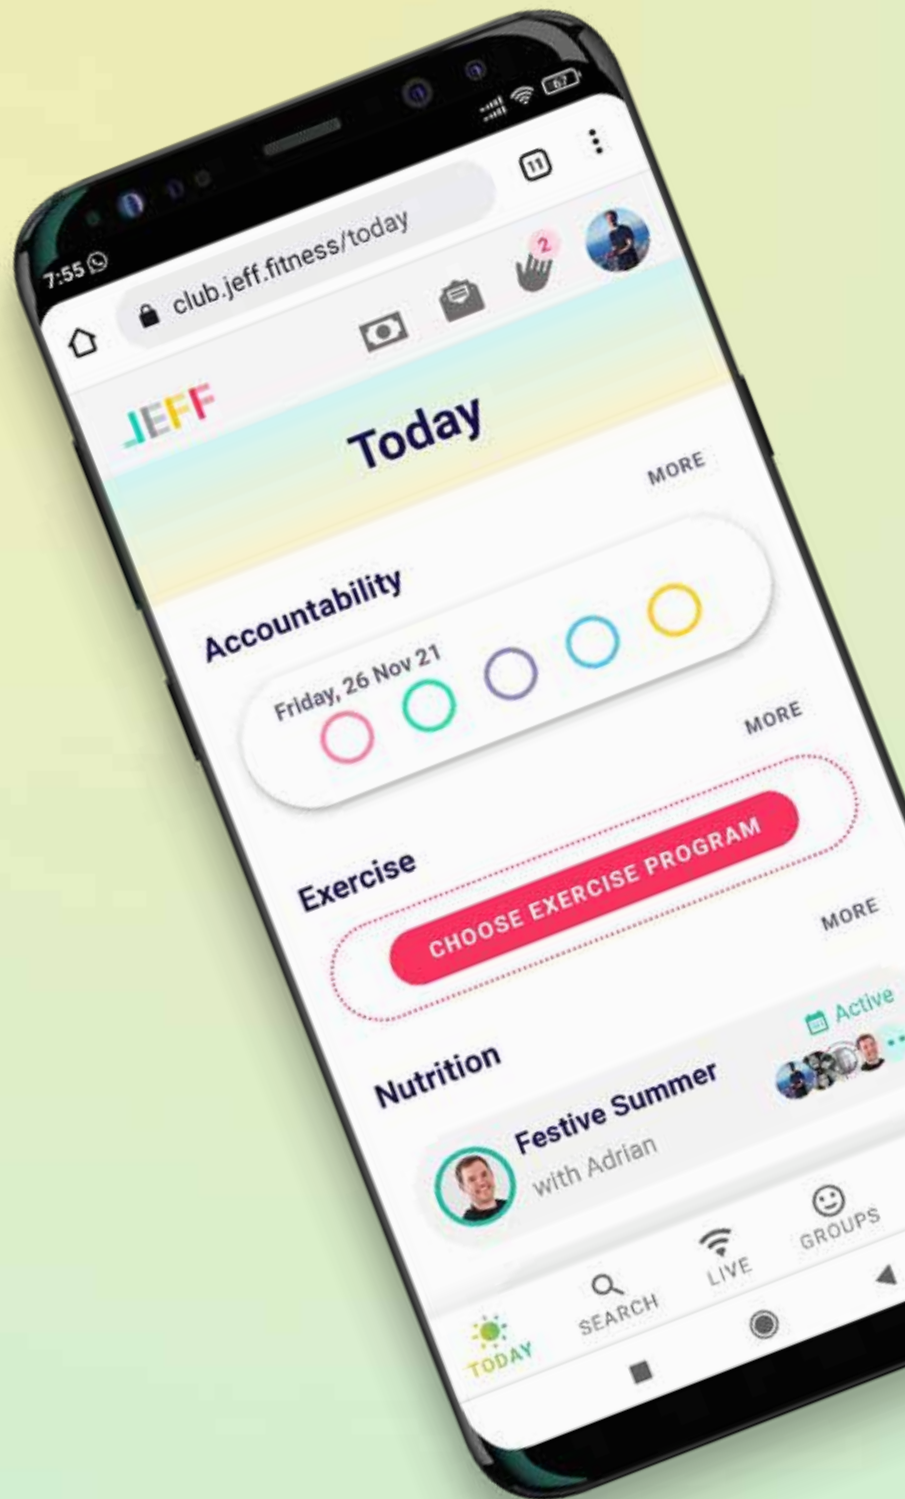 7:55
67
club.jeff.fitness/today
11
2
JEFF
Today
MORE
Accountability
Friday, 26 Nov 21
MORE
Exercise
CHOOSE EXERCISE PROGRAM
MORE
Nutrition
Active
Festive Summer
with Adrian
TODAY
SEARCH
LIVE
GROUPS